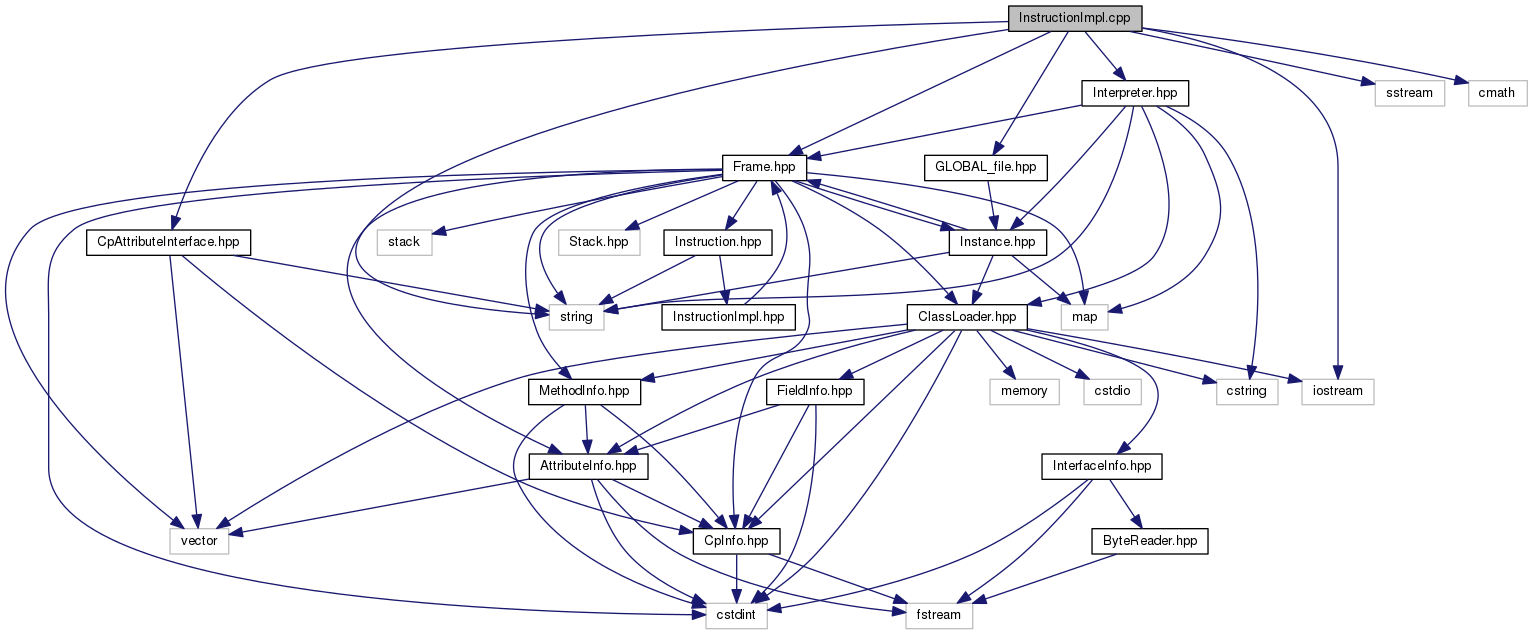 InstructionImpl.cpp
Interpreter.hpp
sstream
cmath
Frame.hpp
GLOBAL_file.hpp
CpAttributeInterface.hpp
stack
Stack.hpp
Instruction.hpp
Instance.hpp
string
InstructionImpl.hpp
ClassLoader.hpp
map
MethodInfo.hpp
FieldInfo.hpp
memory
cstdio
cstring
iostream
AttributeInfo.hpp
InterfaceInfo.hpp
vector
CpInfo.hpp
ByteReader.hpp
cstdint
fstream